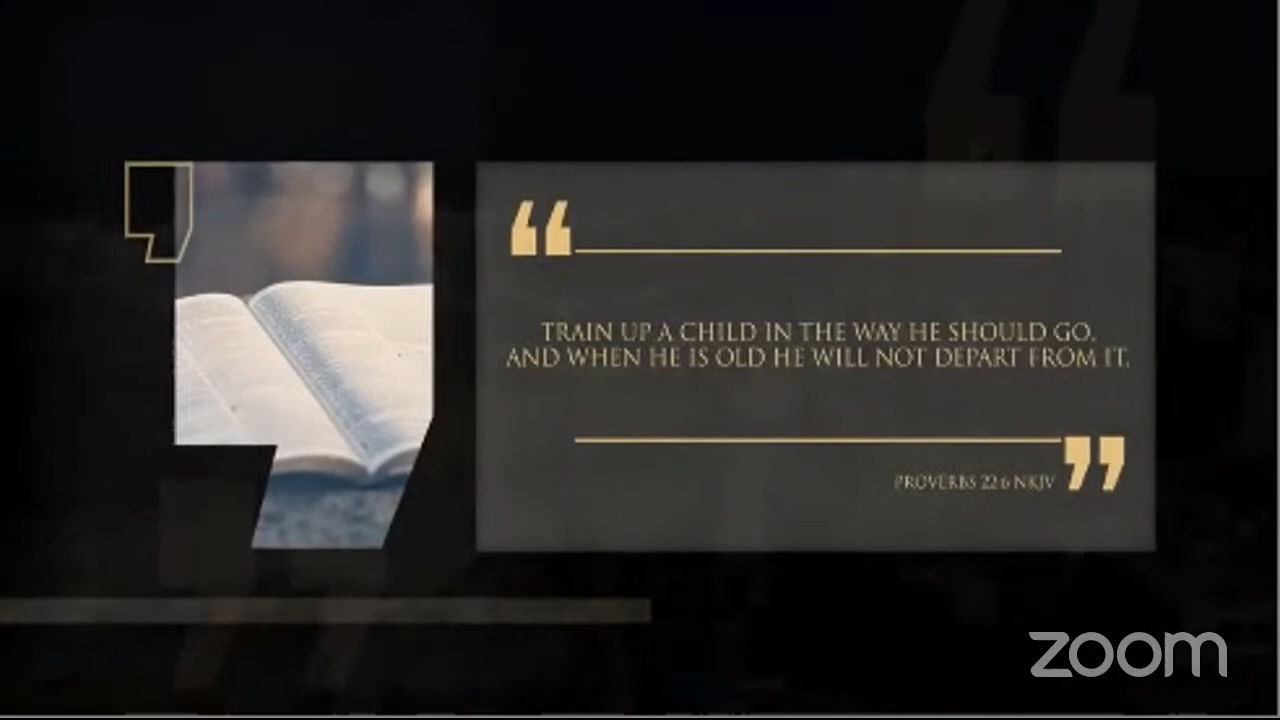 TRAIN UP A CHILD IN THE WAY HE SHOULD GO,
AND WHEN HE IS OLD HE WILL NOT DEPART FROM IT.
PROVERBS 22:6 NKJV
zoom